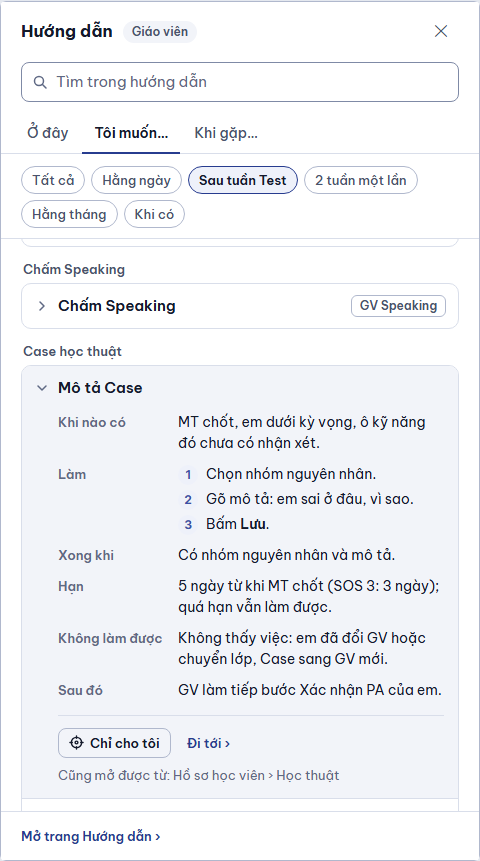 Hướng dẫn Giáo viên
Tìm trong hướng dẫn
Ở đây Tôi muốn... Khi gặp...
Tất cả Hằng ngày Sau tuần Test 2 tuần một lần
Hằng tháng Khi có
Chấm Speaking
Chấm Speaking GV Speaking
Case học thuật
Mô tả Case
Khi nào có MT chốt, em dưới kỳ vọng, ô kỹ năng
đó chưa có nhận xét.
Làm 1 Chọn nhóm nguyên nhân.
2 Gõ mô tả: em sai ở đâu, vì sao.
3 Bấm Lưu.
Xong khi Có nhóm nguyên nhân và mô tả.
Hạn 5 ngày từ khi MT chốt (SOS 3: 3 ngày);
quá hạn vẫn làm được.
Không làm được Không thấy việc: em đã đổi GV hoặc
chuyển lớp, Case sang GV mới.
Sau đó GV làm tiếp bước Xác nhận PA của em.
Chỉ cho tôi Đi tới ›
Cũng mở được từ: Hồ sơ học viên › Học thuật
Mở trang Hướng dẫn ›